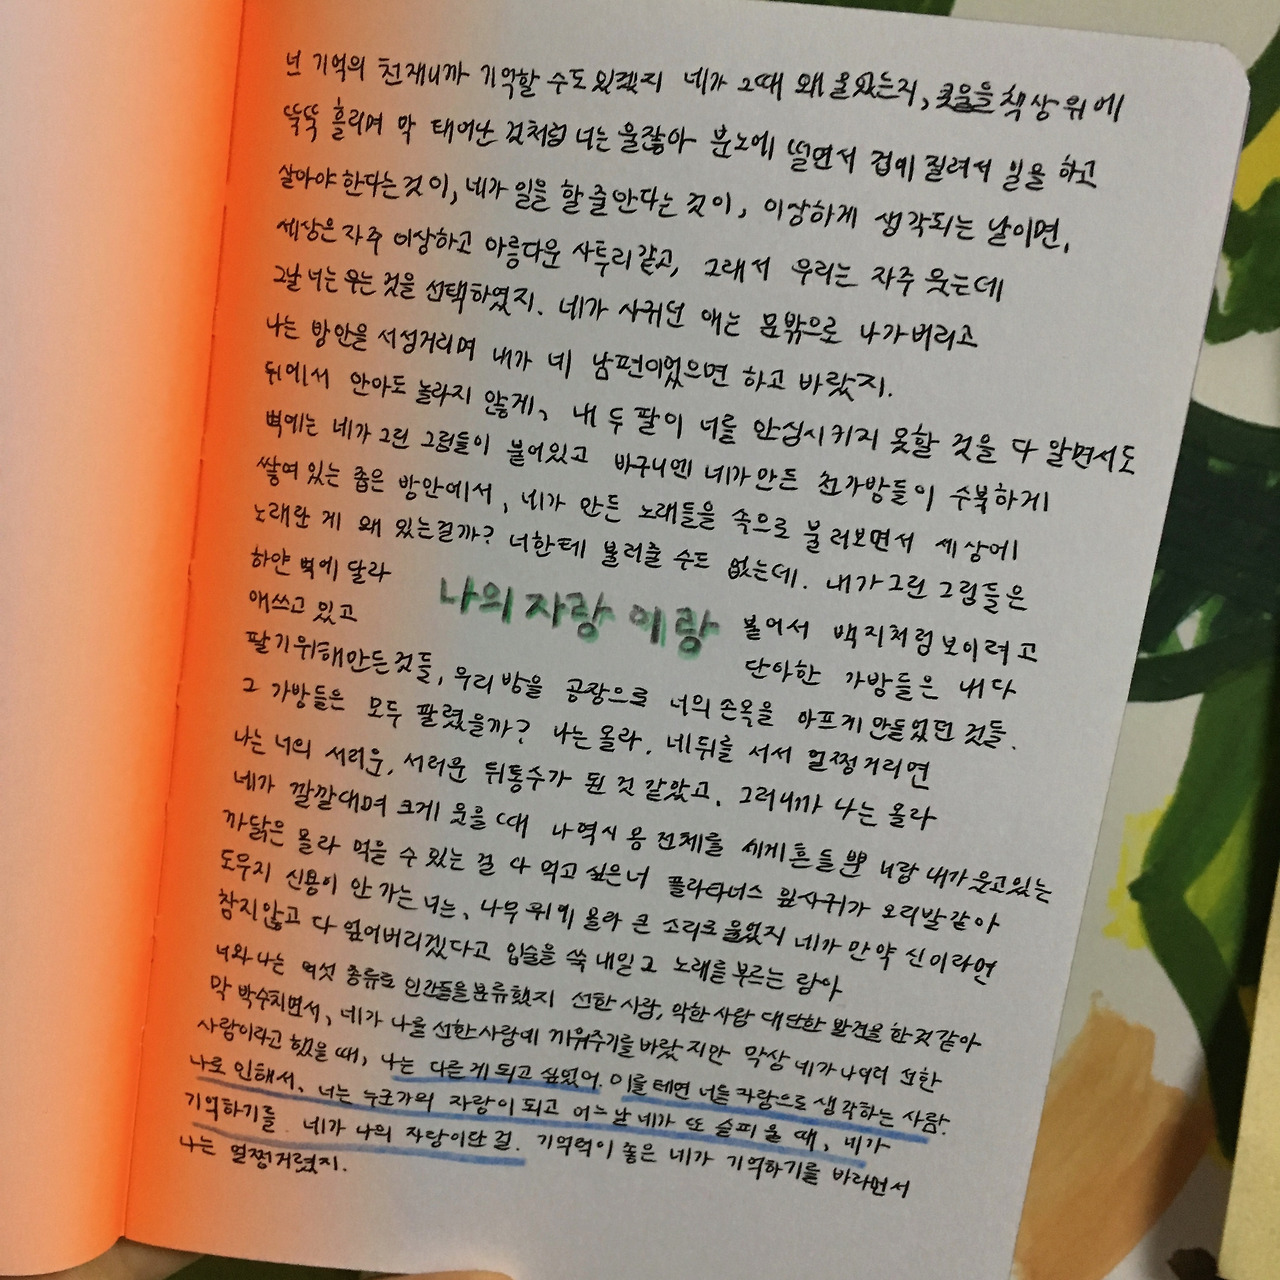 넌 기억의 천재니까 기억할 수도 있겠지 네가 그때 왜 울었는지, 콧물을 책상 위에
뚝뚝 흘리며 막 태어난 것처럼 너는 울잖아 분노에 떨면서 겁에 질려서 일을 하고
살아야 한다는 것이, 네가 일을 할 줄 안다는 것이, 이상하게 생각되는 날이면,
세상은 자주 이상하고 아름다운 사투리 같고, 그래서 우리는 자주 웃는데
그날 너는 우는 것을 선택하였지. 네가 사귀던 애는 문밖으로 나가버리고
나는 방 안을 서성거리며 내가 네 남편이었으면 하고 바랐지.
뒤에서 안아도 놀라지 않게, 내 두 팔이 너를 안심시키지 못할 것을 다 알면서도
벽에는 네가 그린 그림들이 붙어있고 바구니엔 네가 만든 천가방들이 수북하게
쌓여 있는 좁은 방안에서, 네가 만든 노래들을 속으로 불러보면서 세상에
노래란 게 왜 있는걸까? 너한테 불러줄 수도 없는데. 내가 그린 그림들은
하얀 벽에 달라
나의 자랑 이랑
붙어서 백지처럼 보이려고
애쓰고 있고
단아한 가방들은 내다
팔기 위해 만든 것들, 우리 방을 공장으로 너의 손목을 아프게 만들었던 것들.
그 가방들은 모두 팔렸을까? 나는 몰라. 네 뒤를 서서 얼쩡거리면
나는 너의 서러운, 서러운 뒤통수가 된 것 같았고. 그러니까 나는 몰라
네가 깔깔대며 크게 웃을 때 나 역시 몸 전체를 세게 흔들 뿐 너랑 내가 웃고 있는
까닭은 몰라 먹을 수 있는 걸 다 먹고 싶은 너 플라타너스 잎사귀가 오리발 같아
도무지 신용이 안 가는 너는, 나무 위에 올라 큰 소리로 울었지 네가 만약 신이라면
참지않고 다 엎어버리겠다고 입술을 쑥 내밀고 노래를 부르는 랑아
너와 나는 여섯 종류로 인간들을 분류했지 선한 사람, 악한 사람 대단한 발견을 한 것 같아
막 박수치면서, 네가 나를 선한 사람에 끼워주기를 바랐지만 막상 네가 나더러 선한
사람이라고 했을 때, 나는 다른 게 되고 싶었어. 이를테면 너를 자랑으로 생각하는 사람.
나로 인해서. 너는 누군가의 자랑이 되고 어느 날 네가 또 슬피 울 때, 네가
기억하기를 네가 나의 자랑이란 걸. 기억력이 좋은 네가 기억하기를 바라면서
나는 얼쩡거렸지.